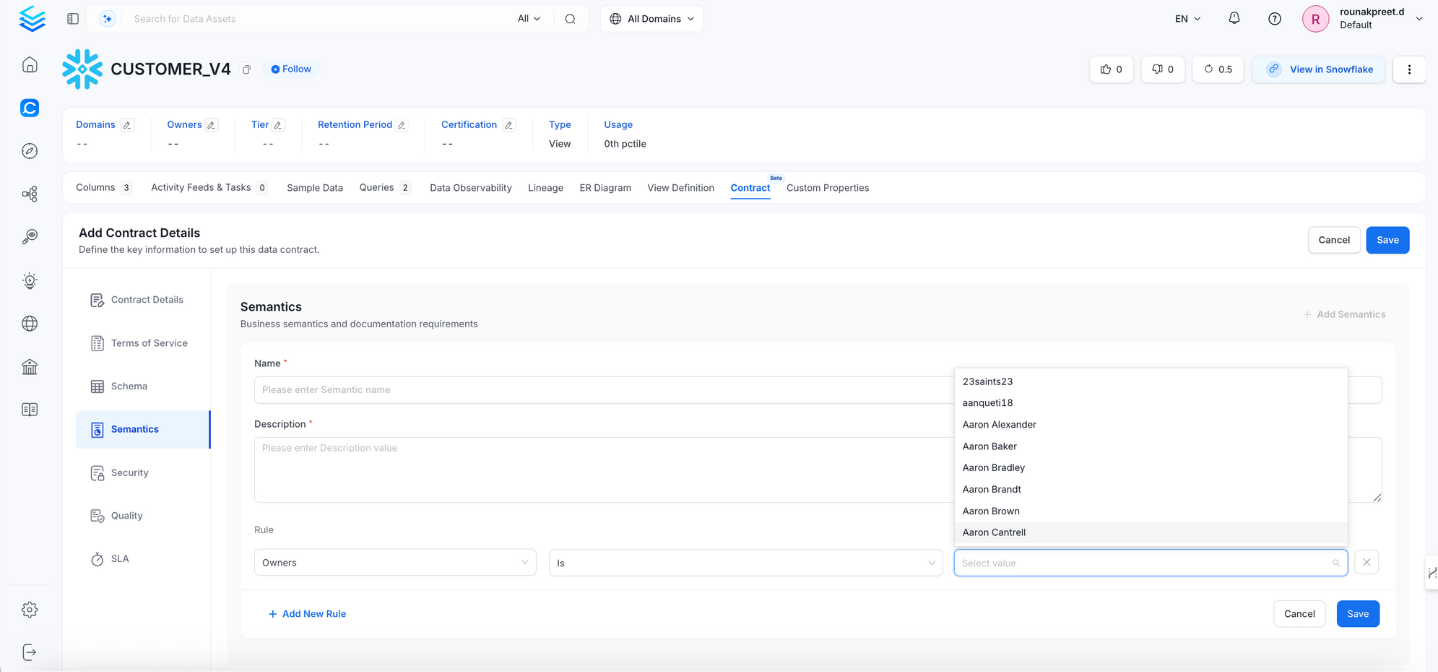 Search for Data Assets
All
All Domains
EN
R
rounakpreet.d
Default
CUSTOMER_V4
Follow
0
0
0.5
View in Snowflake
Domains
Owners
Tier
Retention Period
Certification
Type
Usage
--
--
--
--
--
View
0th pctile
Columns 3
Activity Feeds & Tasks 0
Sample Data
Queries 2
Data Observability
Lineage
ER Diagram
View Definition
Contract
Beta
Custom Properties
Add Contract Details
Define the key information to set up this data contract.
Cancel
Save
Contract Details
Terms of Service
Schema
Semantics
Security
Quality
SLA
Semantics
Business semantics and documentation requirements
+ Add Semantics
Name *
Please enter Semantic name
Description *
Please enter Description value
23saints23
aanqueti18
Aaron Alexander
Aaron Baker
Aaron Bradley
Aaron Brandt
Aaron Brown
Aaron Cantrell
Rule
Owners
Is
Select value
+ Add New Rule
Cancel
Save